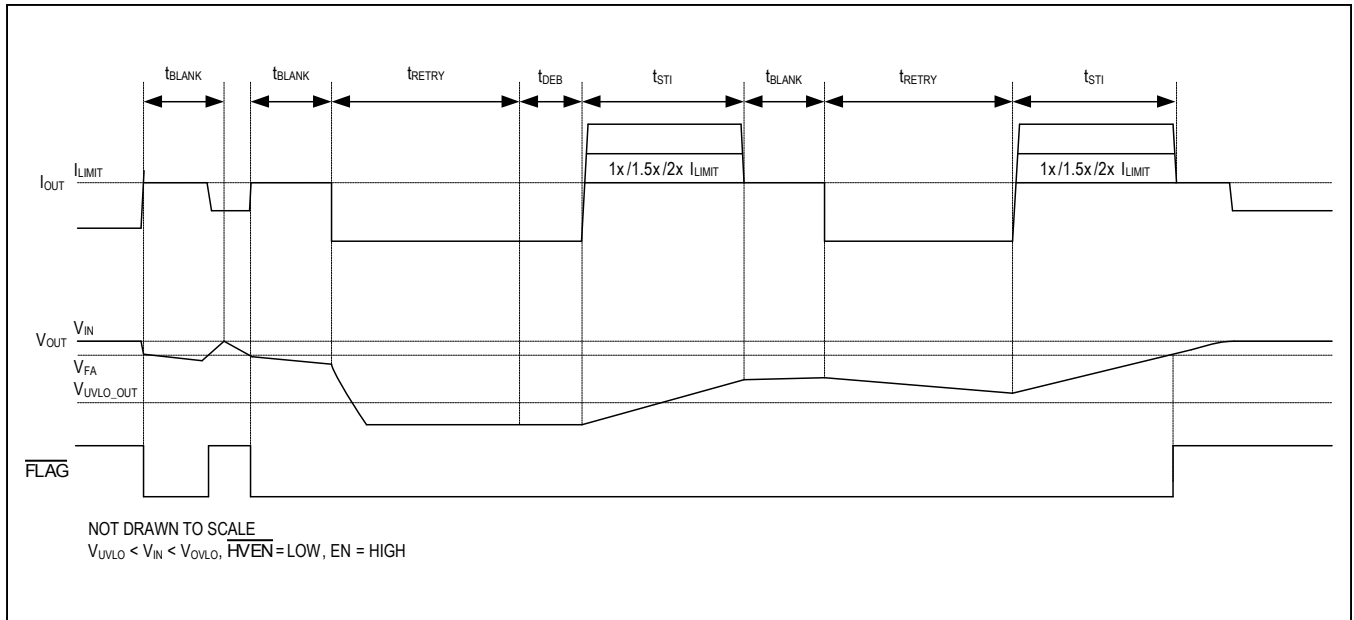 tBLANK tBLANK tRETRY tDEB tSTI tBLANK tRETRY tSTI
ILIMIT
IOUT
1x/1.5x/2x ILIMIT 1x/1.5x/2x ILIMIT
VIN
VOUT
VFA
VUVLO_OUT
FLAG
NOT DRAWN TO SCALE
VUVLO < VIN < VOVLO, HVEN = LOW, EN = HIGH